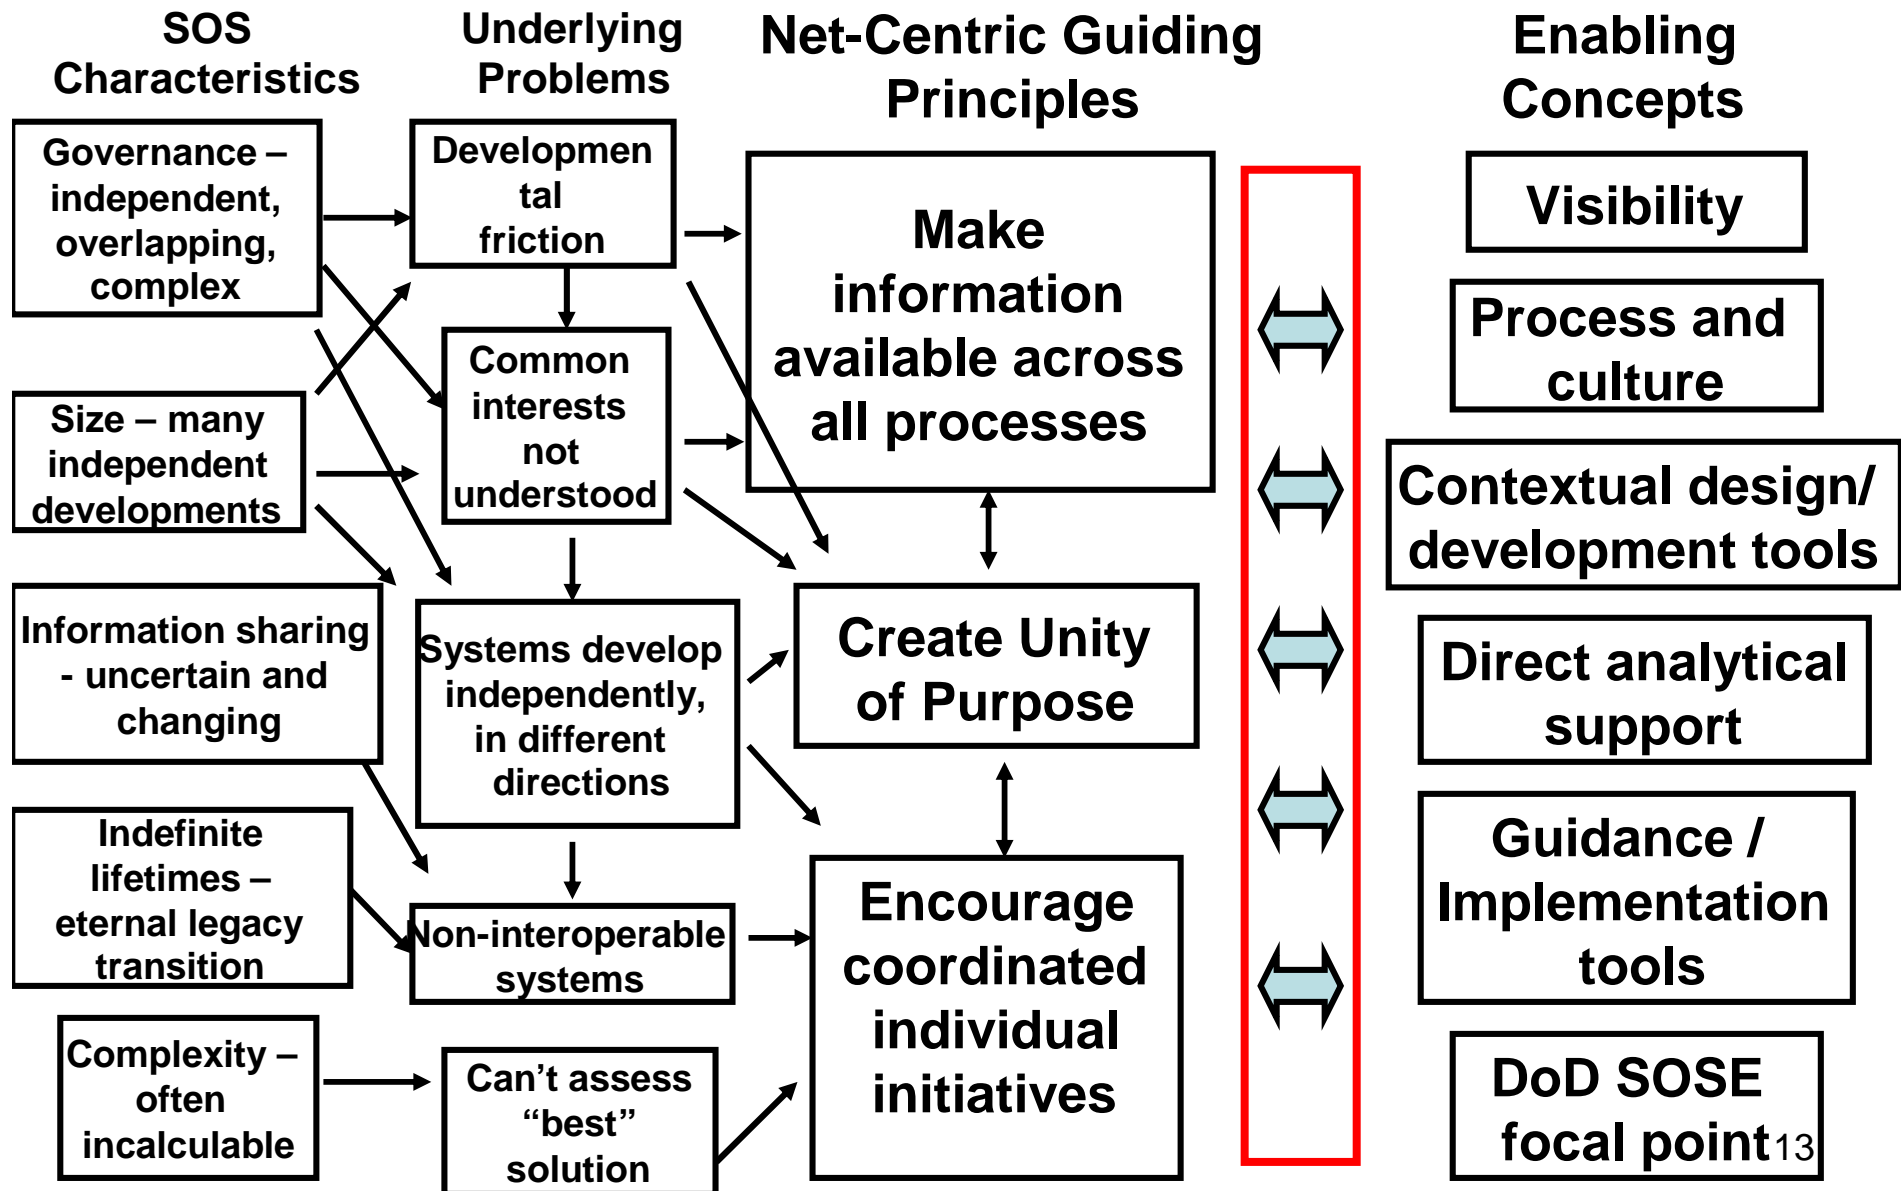 SOS
Characteristics
Underlying
Problems
Net-Centric Guiding
Principles
Enabling
Concepts
Governance –
independent,
overlapping,
complex
Size – many
independent
developments
Information sharing
- uncertain and
changing
Indefinite
lifetimes –
eternal legacy
transition
Complexity –
often
incalculable
Developmen
tal
friction
Common
interests
not
understood
Systems develop
independently,
in different
directions
Non-interoperable
systems
Can't assess
“best”
solution
Make
information
available across
all processes
Create Unity
of Purpose
Encourage
coordinated
individual
initiatives
Visibility
Process and
culture
Contextual design/
development tools
Direct analytical
support
Guidance /
Implementation
tools
DoD SOSE
focal point
13